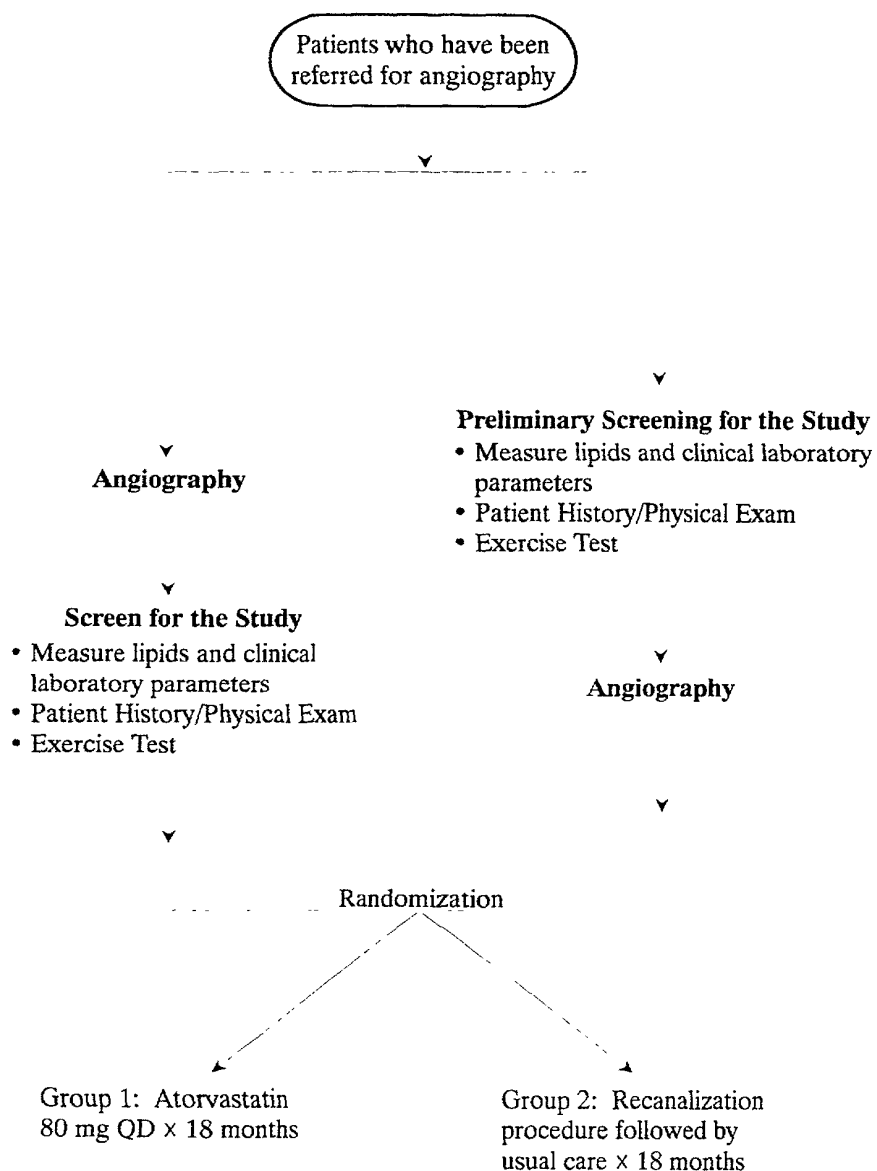 Patients who have been
referred for angiography
Preliminary Screening for the Study
• Measure lipids and clinical laboratory
parameters
• Patient History/Physical Exam
• Exercise Test
Angiography
Angiography
Screen for the Study
• Measure lipids and clinical
laboratory parameters
• Patient History/Physical Exam
• Exercise Test
Randomization
Group 1: Atorvastatin
80 mg QD × 18 months
Group 2: Recanalization
procedure followed by
usual care × 18 months